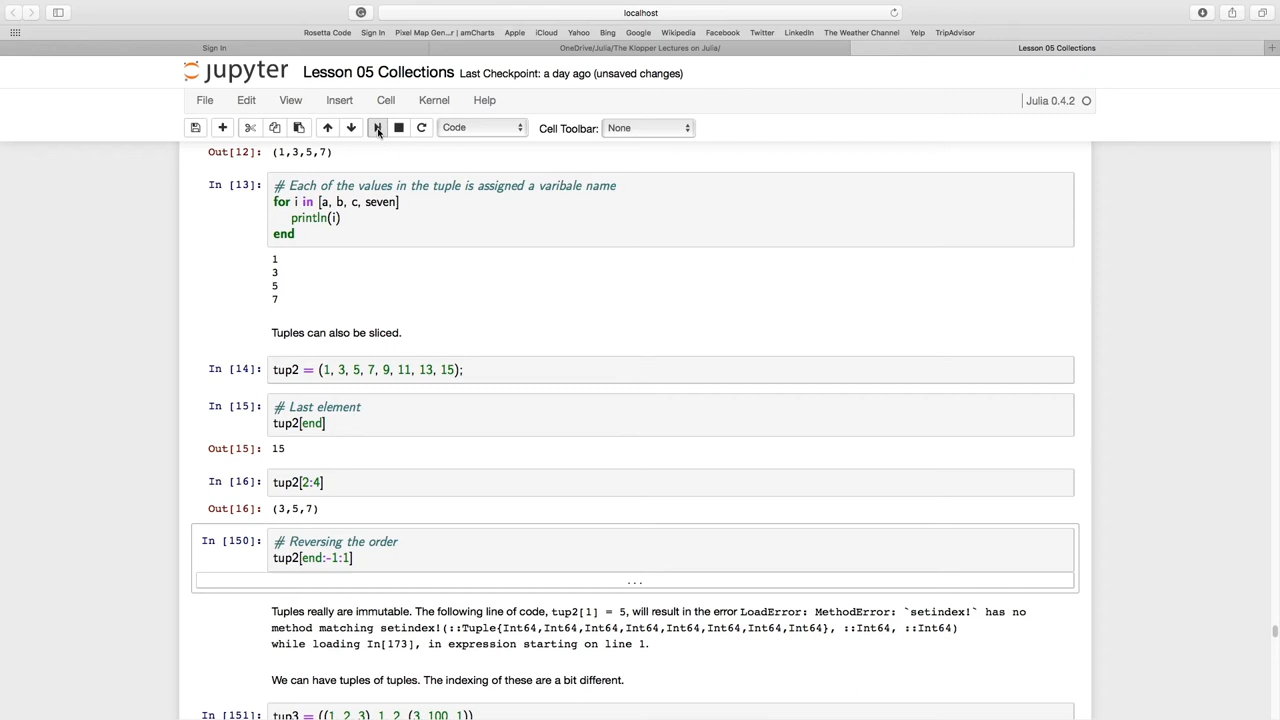 localhost
Rosetta Code Sign In Pixel Map Gen...r | amCharts Apple iCloud Yahoo Bing Google Wikipedia Facebook Twitter LinkedIn The Weather Channel Yelp TripAdvisor
Sign In OneDrive/Julia/The Klopper Lectures on Julia/ Lesson 05 Collections
jupyter Lesson 05 Collections Last Checkpoint: a day ago (unsaved changes)
File Edit View Insert Cell Kernel Help Julia 0.4.2
Code Cell Toolbar: None
Out[12]: (1,3,5,7)
In [13]: # Each of the values in the tuple is assigned a varibale name
for i in [a, b, c, seven]
println(i)
end
1
3
5
7
Tuples can also be sliced.
In [14]: tup2 = (1, 3, 5, 7, 9, 11, 13, 15);
In [15]: # Last element
tup2[end]
Out[15]: 15
In [16]: tup2[2:4]
Out[16]: (3,5,7)
In [150]: # Reversing the order
tup2[end:-1:1]
...
Tuples really are immutable. The following line of code, tup2[1] = 5, will result in the error LoadError: MethodError: `setindex!` has no
method matching setindex!(::Tuple{Int64,Int64,Int64,Int64,Int64,Int64,Int64,Int64}, ::Int64, ::Int64)
while loading In[173], in expression starting on line 1.
We can have tuples of tuples. The indexing of these are a bit different.
In [151]: tup3 = ((1, 2, 3), 1, 2, (3, 100, 1))